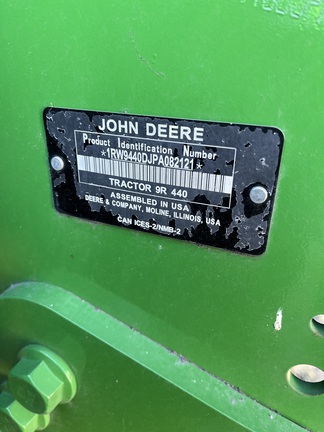 JOHN DEERE
Product Identification Number
*1RW9440DJPA082121*
TRACTOR 9R 440
ASSEMBLED IN USA
DEERE & COMPANY, MOLINE, ILLINOIS, USA
CAN ICES-2/NMB-2